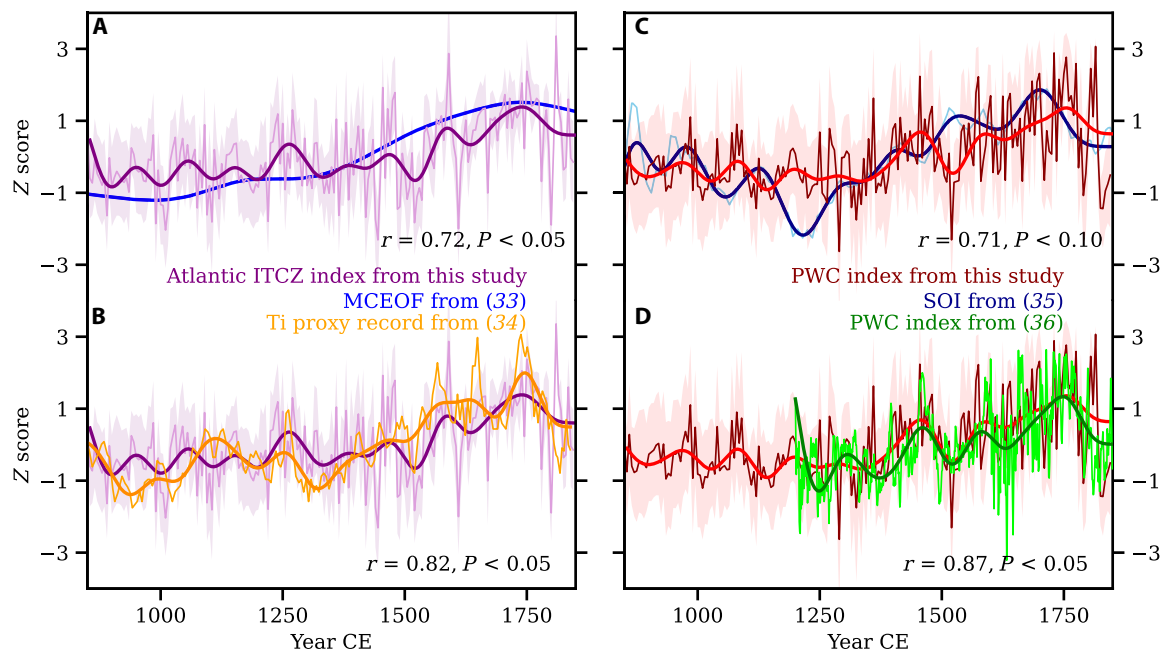 A
C
3
1
−1
−3
Z score
r = 0.72, P < 0.05
r = 0.71, P < 0.10
3
1
−1
−3
Atlantic ITCZ index from this study
MCEOF from (33)
Ti proxy record from (34)
PWC index from this study
SOI from (35)
PWC index from (36)
B
D
3
1
−1
−3
Z score
r = 0.82, P < 0.05
r = 0.87, P < 0.05
3
1
−1
−3
1000 1250 1500 1750
1000 1250 1500 1750
Year CE
Year CE